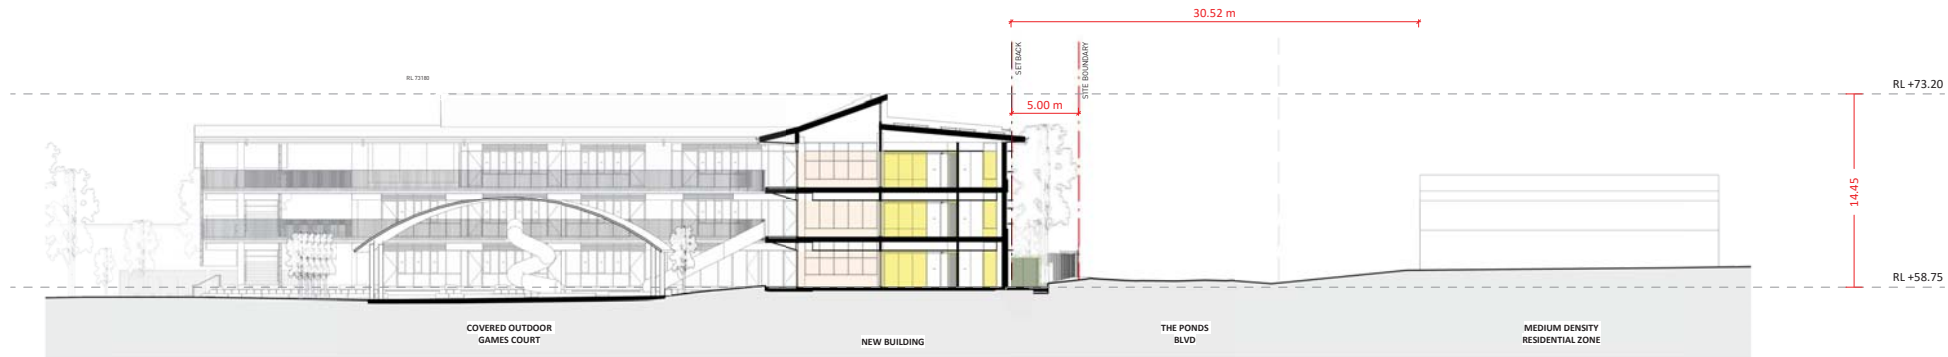 30.52 m
SETBACK
SITE BOUNDARY
RL 73180
RL +73.20
5.00 m
14.45
RL +58.75
COVERED OUTDOOR
GAMES COURT
NEW BUILDING
THE PONDS
BLVD
MEDIUM DENSITY
RESIDENTIAL ZONE